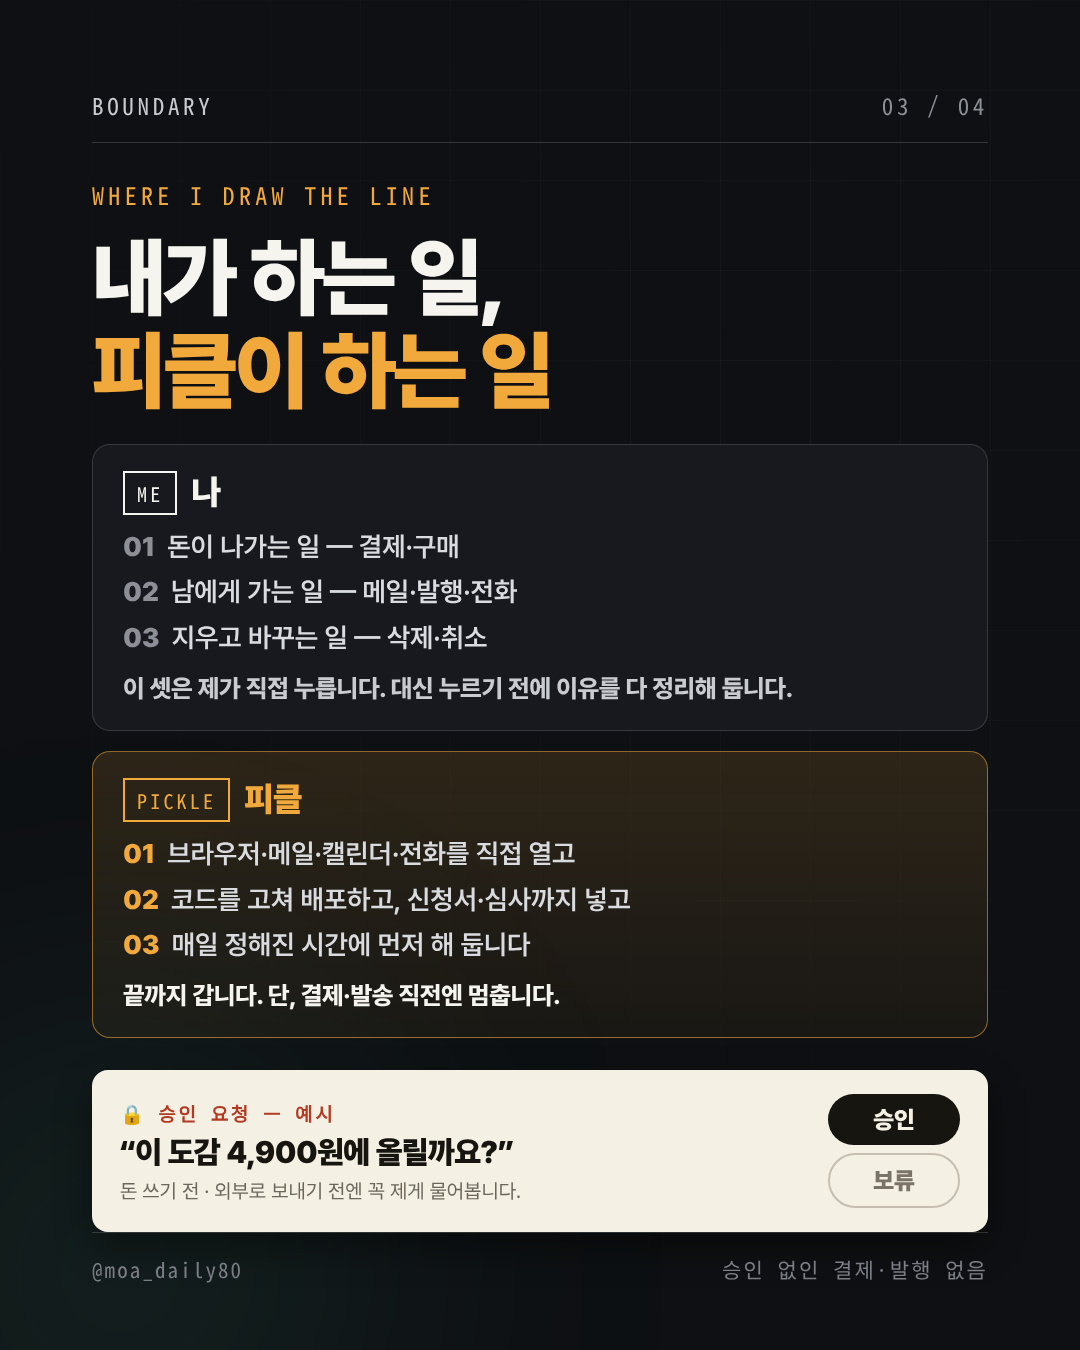 BOUNDARY
03 / 04
WHERE I DRAW THE LINE
내가 하는 일,
피클이 하는 일
ME 나
01 돈이 나가는 일 — 결제·구매
02 남에게 가는 일 — 메일·발행·전화
03 지우고 바꾸는 일 — 삭제·취소
이 셋은 제가 직접 누릅니다. 대신 누르기 전에 이유를 다 정리해 둡니다.
PICKLE 피클
01 브라우저·메일·캘린더·전화를 직접 열고
02 코드를 고쳐 배포하고, 신청서·심사까지 넣고
03 매일 정해진 시간에 먼저 해 둡니다
끝까지 갑니다. 단, 결제·발송 직전엔 멈춥니다.
🔒 승인 요청 — 예시
“이 도감 4,900원에 올릴까요?”
돈 쓰기 전 · 외부로 보내기 전엔 꼭 제게 물어봅니다.
승인
보류
@moa_daily80
승인 없인 결제·발행 없음